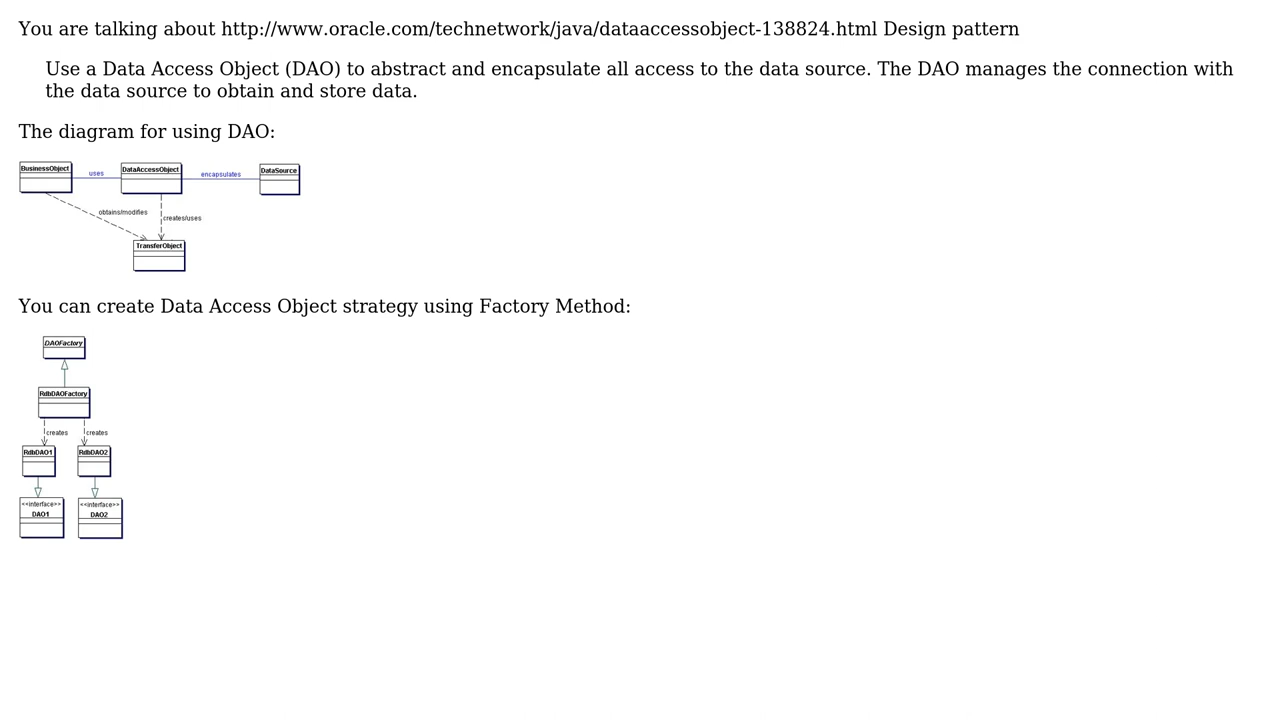 You are talking about http://www.oracle.com/technetwork/java/dataaccessobject-138824.html Design pattern
Use a Data Access Object (DAO) to abstract and encapsulate all access to the data source. The DAO manages the connection with
the data source to obtain and store data.
The diagram for using DAO:
BusinessObject
uses
DataAccessObject
encapsulates
DataSource
obtains/modifies
creates/uses
TransferObject
You can create Data Access Object strategy using Factory Method:
DAOFactory
RdbDAOFactory
creates
creates
RdbDAO1
RdbDAO2
<<interface>>
DAO1
<<interface>>
DAO2